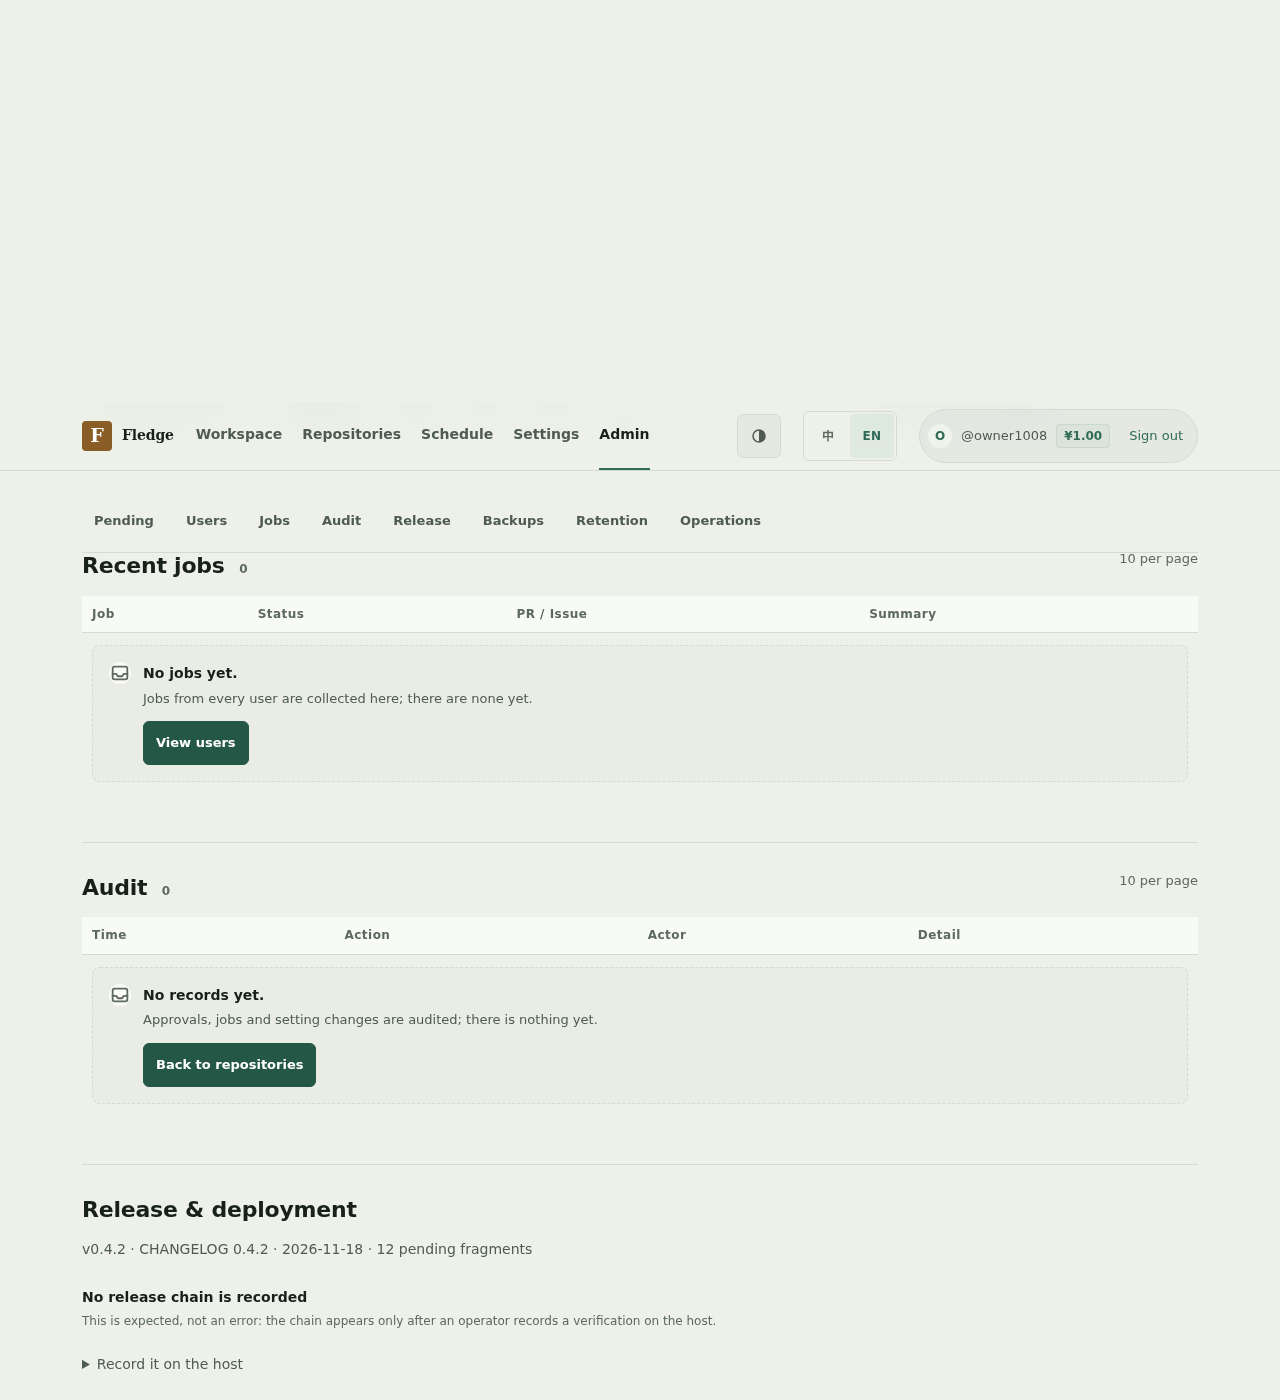 F Fledge Workspace Repositories Schedule Settings Admin 中 EN O @owner1008 ¥1.00 Sign out
Pending Users Jobs Audit Release Backups Retention Operations
Recent jobs 0 10 per page
Job Status PR / Issue Summary
No jobs yet.
Jobs from every user are collected here; there are none yet.
View users
Audit 0 10 per page
Time Action Actor Detail
No records yet.
Approvals, jobs and setting changes are audited; there is nothing yet.
Back to repositories
Release & deployment
v0.4.2 · CHANGELOG 0.4.2 · 2026-11-18 · 12 pending fragments
No release chain is recorded
This is expected, not an error: the chain appears only after an operator records a verification on the host.
Record it on the host